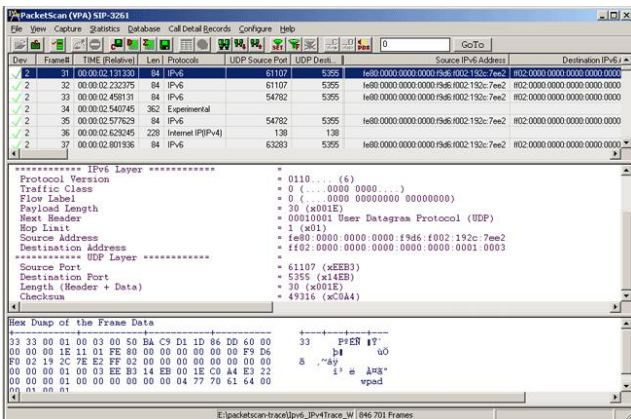 PacketScan (VPA) SIP-3261
File View Capture Statistics Database Call Detail Records Configure Help
0 GoTo
Dev Frame# TIME (Relative) Len Protocols UDP Source Port UDP Desti... Source IPv6 Address Destination IPv6
2 31 00:00:02.131330 84 IPv6 61107 5355 fe80:0000:0000:0000:f9d6:f002:192c:7ee2 ff02:0000:0000:0000:0000:0000
2 32 00:00:02.232375 84 IPv6 61107 5355 fe80:0000:0000:0000:f9d6:f002:192c:7ee2 ff02:0000:0000:0000:0000:0000
2 33 00:00:02.458131 84 IPv6 54782 5355 fe80:0000:0000:0000:f9d6:f002:192c:7ee2 ff02:0000:0000:0000:0000:0000
2 34 00:00:02.540745 362 Experimental
2 35 00:00:02.577629 84 IPv6 54782 5355 fe80:0000:0000:0000:f9d6:f002:192c:7ee2 ff02:0000:0000:0000:0000:0000
2 36 00:00:02.629245 228 Internet IP(IPv4) 138 138
2 37 00:00:02.801936 84 IPv6 63283 5355 fe80:0000:0000:0000:f9d6:f002:192c:7ee2 ff02:0000:0000:0000:0000:0000
============ IPv6 Layer ============ =
Protocol Version = 0110.... (6)
Traffic Class = 0 (....0000 0000....)
Flow Label = 0 (....0000 00000000 00000000)
Payload Length = 30 (x001E)
Next Header = 00010001 User Datagram Protocol (UDP)
Hop Limit = 1 (x01)
Source Address = fe80:0000:0000:0000:f9d6:f002:192c:7ee2
Destination Address = ff02:0000:0000:0000:0000:0000:0001:0003
============ UDP Layer ============ =
Source Port = 61107 (xEEB3)
Destination Port = 5355 (x14EB)
Length (Header + Data) = 30 (x001E)
Checksum = 49316 (xC0A4)
Hex Dump of the Frame Data
33 33 00 01 00 03 00 50 BA C9 D1 1D 86 DD 60 00 33 PºÉÑ
00 00 00 1E 11 01 FE 80 00 00 00 00 00 00 F9 D6 þ ùÖ
F0 02 19 2C 7E E2 FF 02 00 00 00 00 00 00 00 00 ð ,~âÿ
00 00 00 01 00 03 EE B3 14 EB 00 1E C0 A4 E3 22 î³ ë À¤ã"
00 00 00 01 00 00 00 00 00 00 04 77 70 61 64 00 wpad
00 01 00 01
E:\packetscan-trace\Ipv6_IPv4Trace_W 846 701 Frames